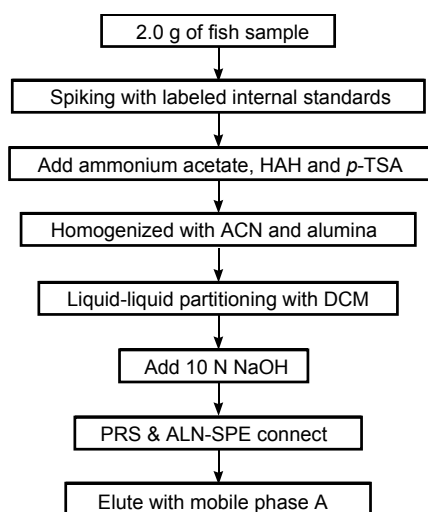 2.0 g of fish sample
Spiking with labeled internal standards
Add ammonium acetate, HAH and p-TSA
Homogenized with ACN and alumina
Liquid-liquid partitioning with DCM
Add 10 N NaOH
PRS & ALN-SPE connect
Elute with mobile phase A